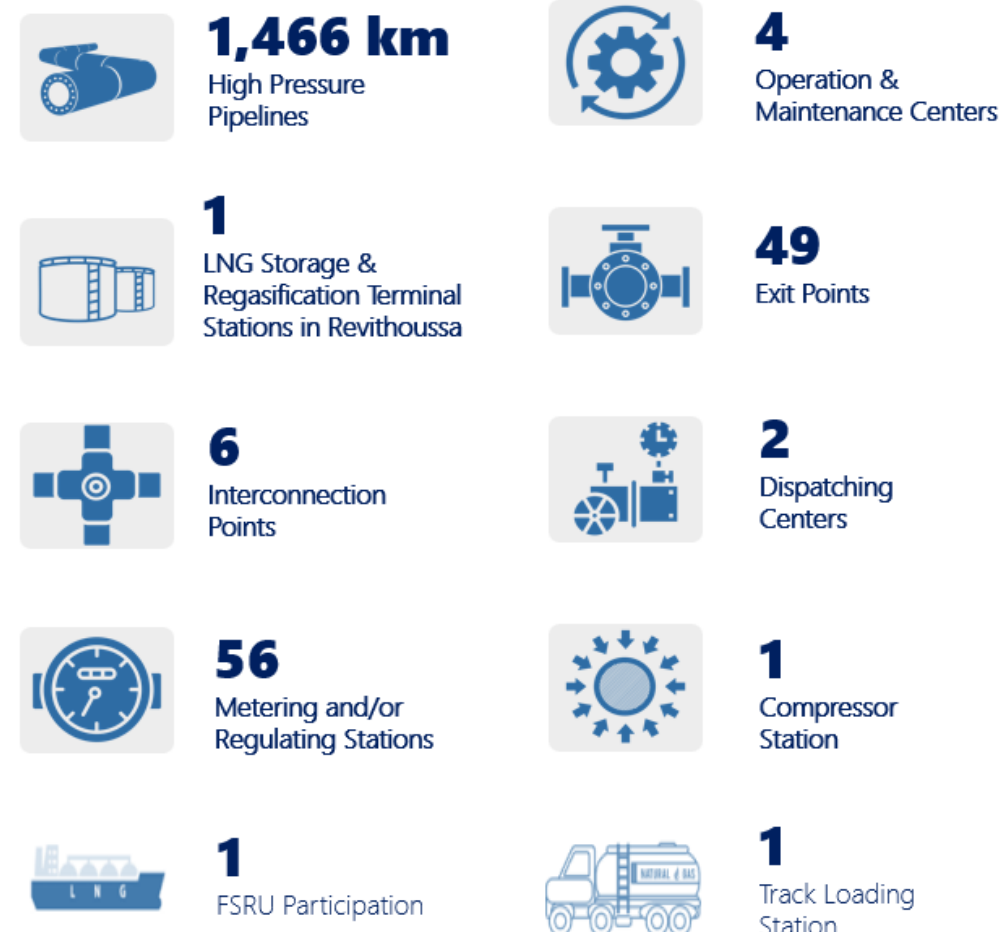 1,466 km
High Pressure
Pipelines
4
Operation &
Maintenance Centers
1
LNG Storage &
Regasification Terminal
Stations in Revithoussa
49
Exit Points
6
Interconnection
Points
2
Dispatching
Centers
56
Metering and/or
Regulating Stations
1
Compressor
Station
LNG
1
FSRU Participation
NATURAL GAS
1
Track Loading
Station